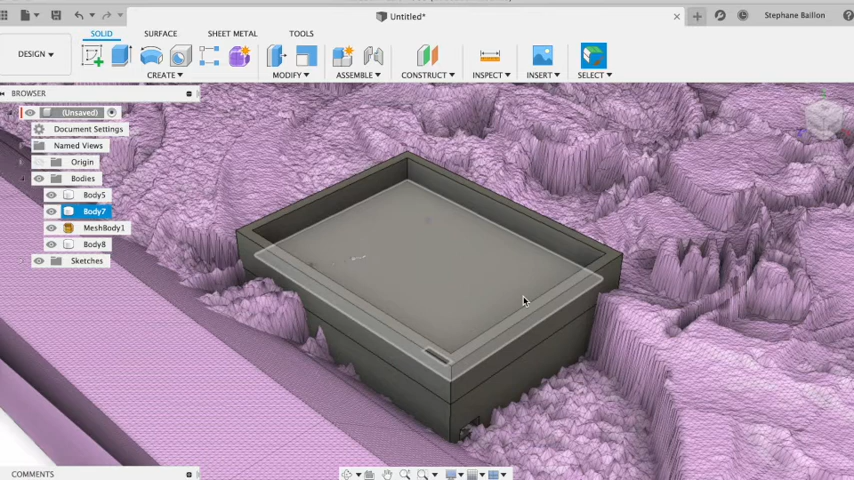 Untitled*
Stephane Baillon
DESIGN
SOLID SURFACE SHEET METAL TOOLS
CREATE MODIFY ASSEMBLE CONSTRUCT INSPECT INSERT SELECT
BROWSER
(Unsaved)
Document Settings
Named Views
Origin
Bodies
Body5
Body7
MeshBody1
Body8
Sketches
COMMENTS